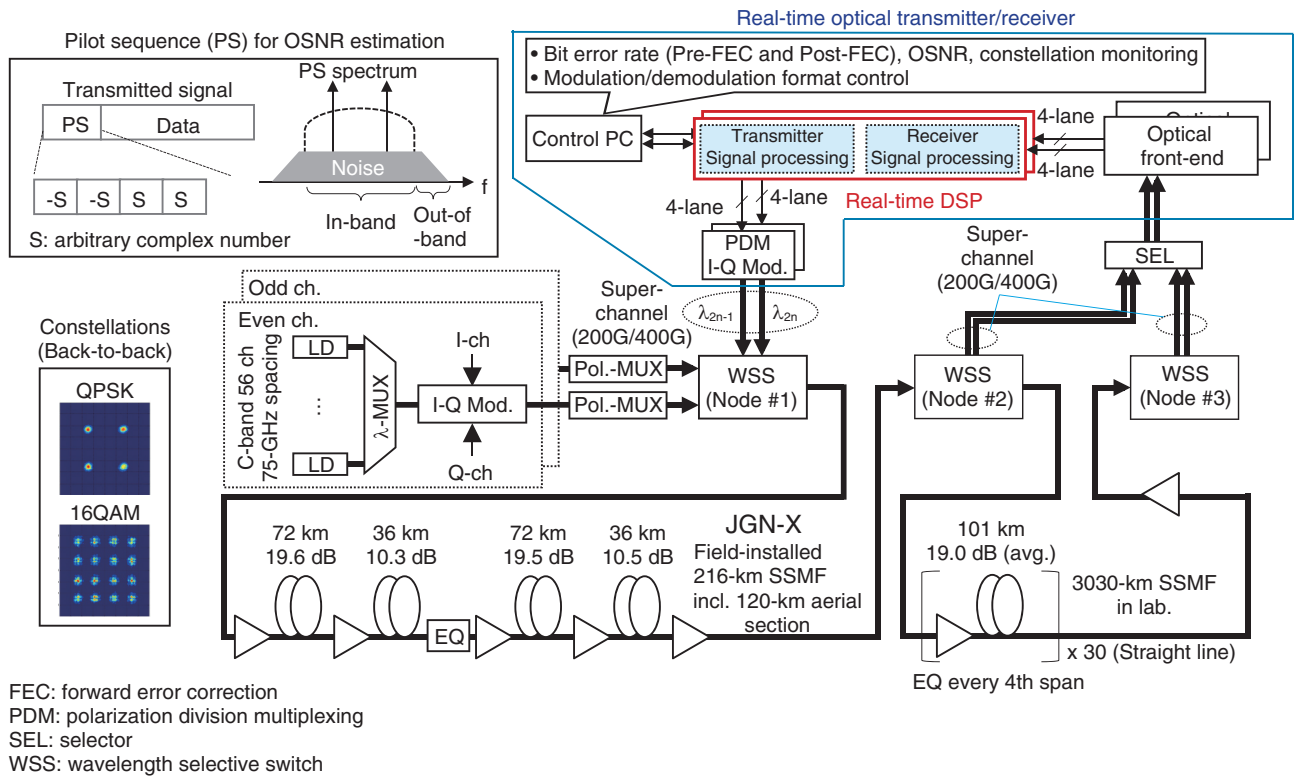 Real-time optical transmitter/receiver
Pilot sequence (PS) for OSNR estimation
PS spectrum
Transmitted signal
PS
Data
-S
-S
S
S
S: arbitrary complex number
Noise
f
In-band
Out-of
-band
• Bit error rate (Pre-FEC and Post-FEC), OSNR, constellation monitoring
• Modulation/demodulation format control
Control PC
Transmitter
Signal processing
Receiver
Signal processing
4-lane
4-lane
Optical
front-end
Real-time DSP
4-lane
4-lane
PDM
I-Q Mod.
λ2n-1
λ2n
Super-
channel
(200G/400G)
SEL
Constellations
(Back-to-back)
QPSK
16QAM
Odd ch.
Even ch.
C-band 56 ch
75-GHz spacing
LD
⋮
LD
λ-MUX
I-ch
I-Q Mod.
Q-ch
Super-
channel
(200G/400G)
Pol.-MUX
Pol.-MUX
WSS
(Node #1)
WSS
(Node #2)
WSS
(Node #3)
72 km
19.6 dB
36 km
10.3 dB
EQ
72 km
19.5 dB
36 km
10.5 dB
JGN-X
Field-installed
216-km SSMF
incl. 120-km aerial
section
101 km
19.0 dB (avg.)
3030-km SSMF
in lab.
x 30 (Straight line)
EQ every 4th span
FEC: forward error correction
PDM: polarization division multiplexing
SEL: selector
WSS: wavelength selective switch